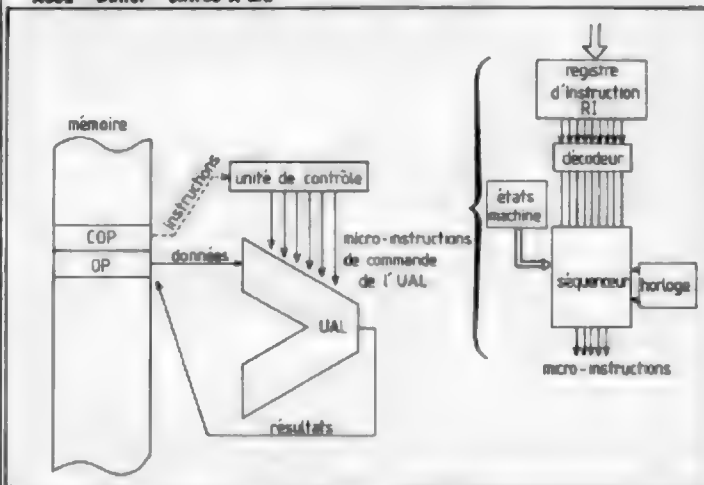 mémoire
COP
OP
instructions
données
unité de contrôle
micro-instructions
de commande
de l'UAL
UAL
résultats
registre
d'instruction
RI
décodeur
états
machine
séquenceur
horloge
micro-instructions